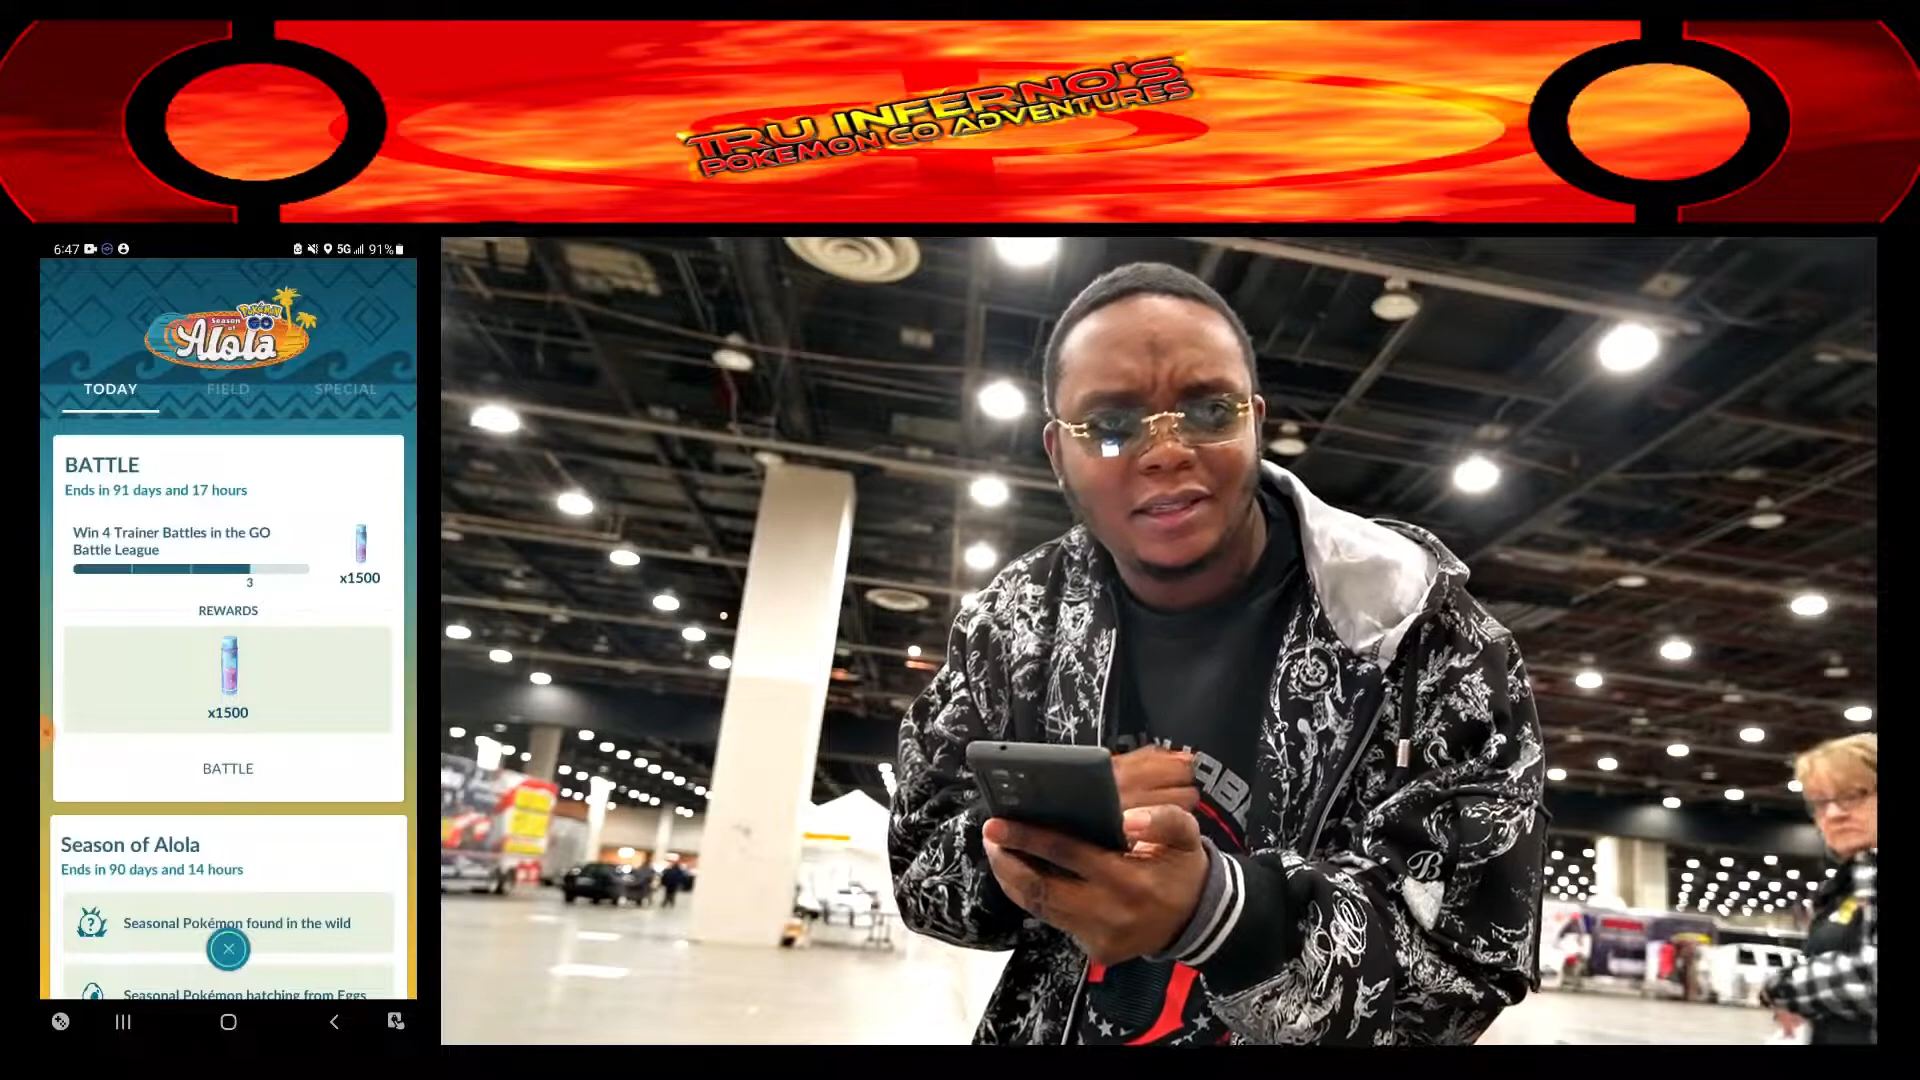 TRU INFERNO'S
POKEMON GO ADVENTURES
6:47
5G 91%
Pokémon
GO
Season
of
Alola
TODAY
FIELD
SPECIAL
BATTLE
Ends in 91 days and 17 hours
Win 4 Trainer Battles in the GO
Battle League
3
x1500
REWARDS
x1500
BATTLE
Season of Alola
Ends in 90 days and 14 hours
Seasonal Pokémon found in the wild
Seasonal Pokémon hatching from Eggs
B